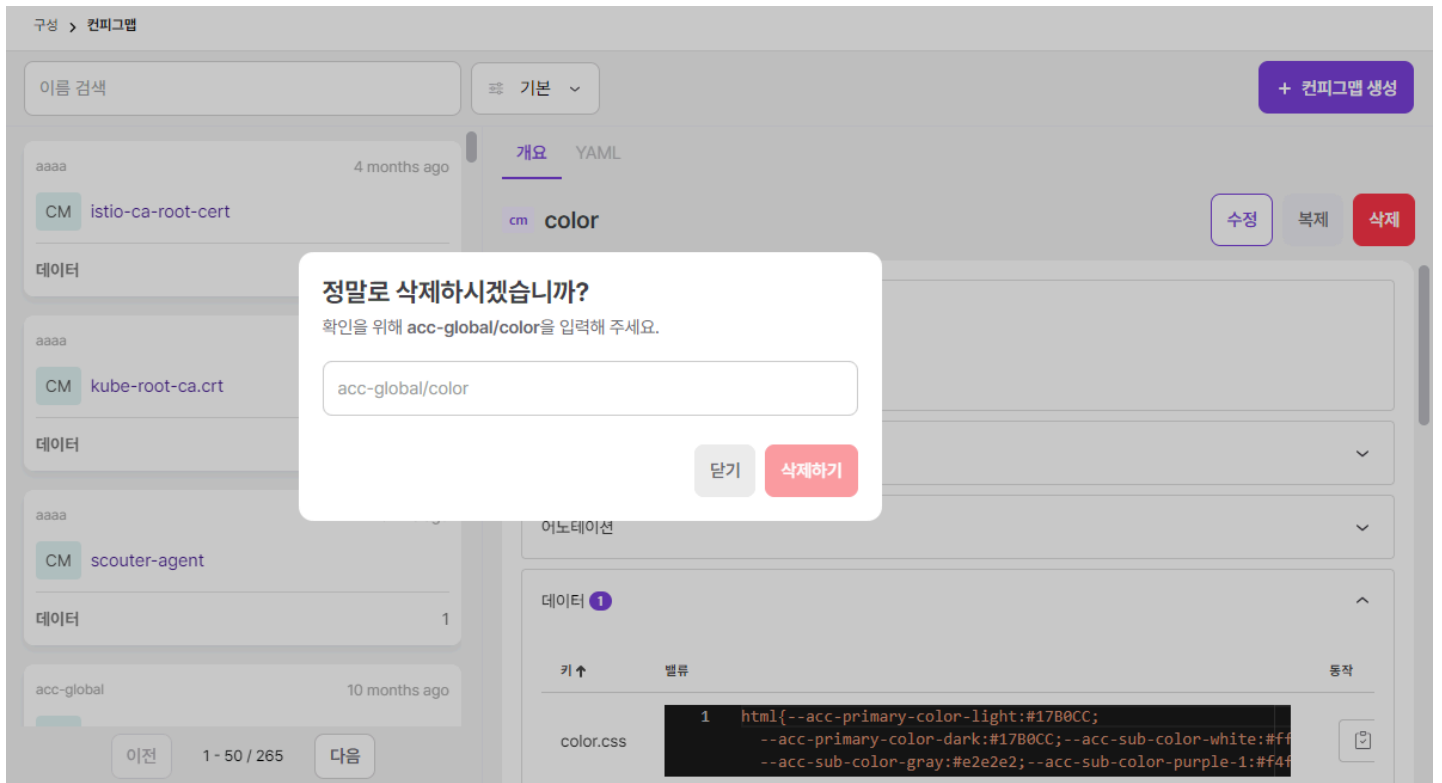 구성 > 컨피그맵
이름 검색
기본
+ 컨피그맵 생성
aaaa 4 months ago
CM istio-ca-root-cert
데이터
aaaa
CM kube-root-ca.crt
데이터
aaaa
CM scouter-agent
데이터 1
acc-global 10 months ago
이전 1 - 50 / 265 다음
개요 YAML
cm color
수정 복제 삭제
정말로 삭제하시겠습니까?
확인을 위해 acc-global/color을 입력해 주세요.
acc-global/color
닫기 삭제하기
어노테이션
데이터 1
키 밸류 동작
color.css
1 html{--acc-primary-color-light:#17B0CC;
--acc-primary-color-dark:#17B0CC;--acc-sub-color-white:#ff
--acc-sub-color-gray:#e2e2e2;--acc-sub-color-purple-1:#f4f